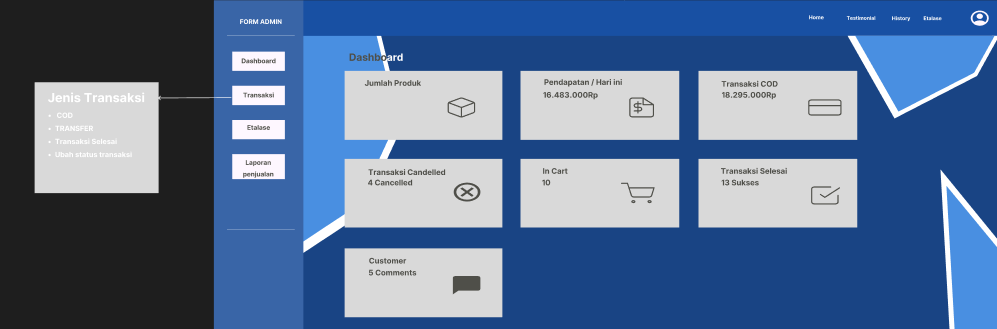 FORM ADMIN
Home
Testimonial
History
Etalase
Dashboard
Transaksi
Etalase
Laporan
penjualan
Jenis Transaksi
• COD
• TRANSFER
• Transaksi Selesai
• Ubah status transaksi
Dashboard
Jumlah Produk
Pendapatan / Hari ini
16.483.000Rp
Transaksi COD
18.295.000Rp
Transaksi Candelled
4 Cancelled
In Cart
10
Transaksi Selesai
13 Sukses
Customer
5 Comments